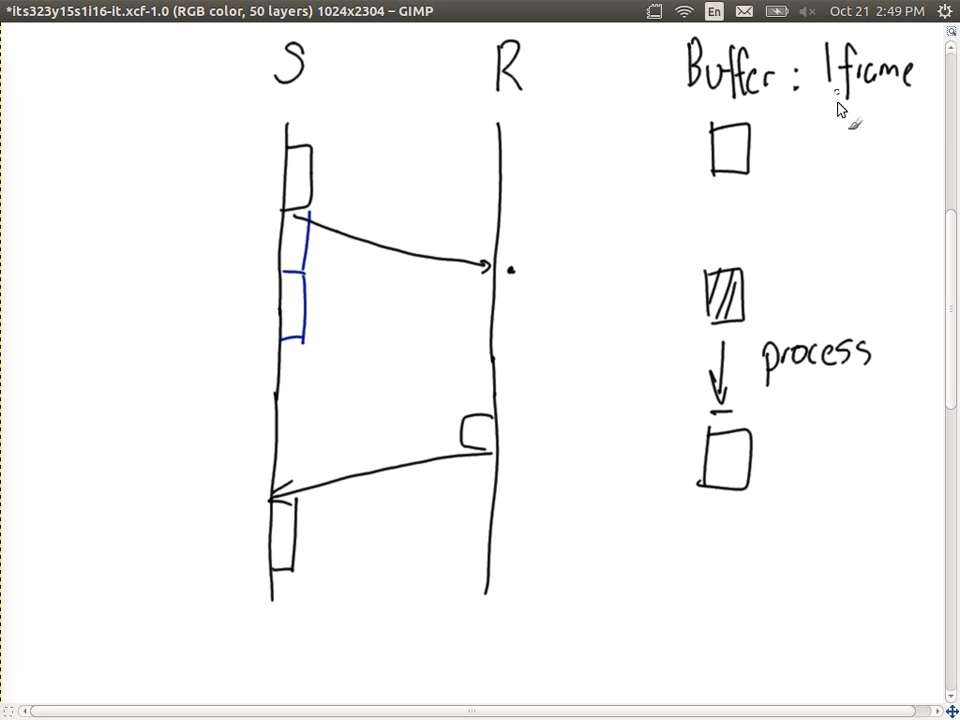 *its323y15s1i16-it.xcf-1.0 (RGB color, 50 layers) 1024x2304 – GIMP
En
Oct 21 2:49 PM
S R Buffer: 1 frame
process